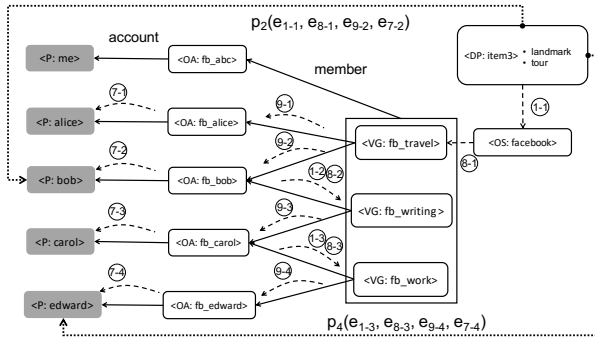 p2(e1-1, e8-1, e9-2, e7-2)
account
member
<P: me>
<OA: fb_abc>
<DP: item3>
• landmark
• tour
7-1
9-1
1-1
<P: alice>
<OA: fb_alice>
<VG: fb_travel>
<OS: facebook>
8-1
7-2
9-2
<P: bob>
<OA: fb_bob>
1-2
8-2
<VG: fb_writing>
7-3
9-3
<P: carol>
<OA: fb_carol>
1-3
8-3
7-4
9-4
<VG: fb_work>
<P: edward>
<OA: fb_edward>
p4(e1-3, e8-3, e9-4, e7-4)